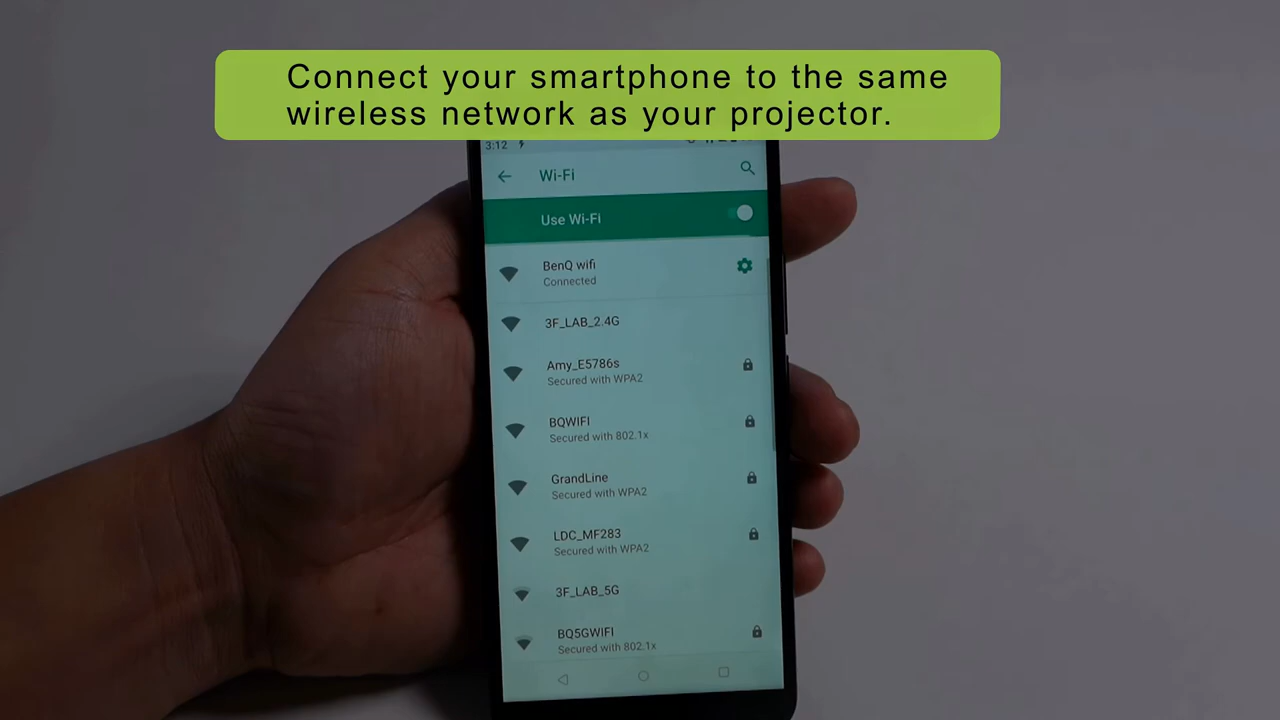 Connect your smartphone to the same
wireless network as your projector.
3:12
Wi-Fi
Use Wi-Fi
BenQ wifi
Connected
3F_LAB_2.4G
Amy_E5786s
Secured with WPA2
BQWIFI
Secured with 802.1x
GrandLine
Secured with WPA2
LDC_MF283
Secured with WPA2
3F_LAB_5G
BQ5GWIFI
Secured with 802.1x